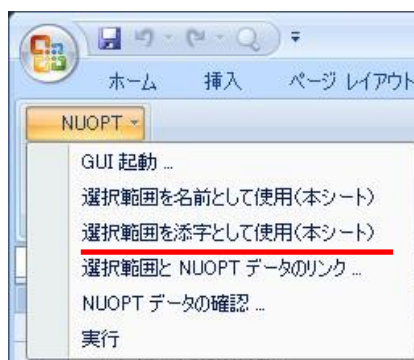 ホーム 挿入 ページ レイアウト
NUOPT
GUI 起動 ...
選択範囲を名前として使用(本シート)
選択範囲を添字として使用(本シート)
選択範囲と NUOPT データのリンク ...
NUOPT データの確認 ...
実行